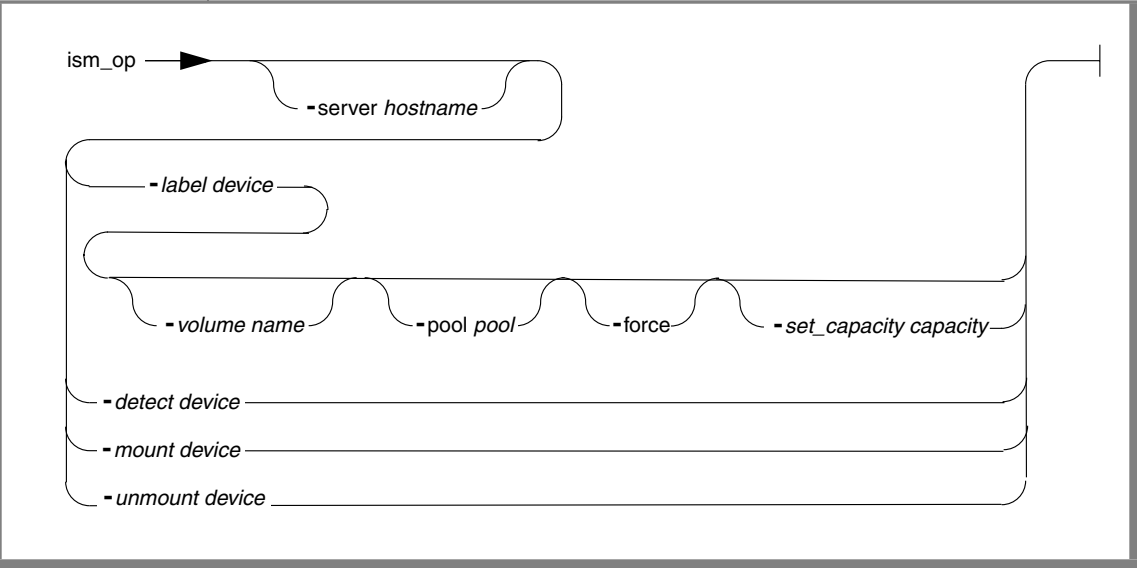 ism_op
-server hostname
-label device
-volume name -pool pool -force -set_capacity capacity
-detect device
-mount device
-unmount device